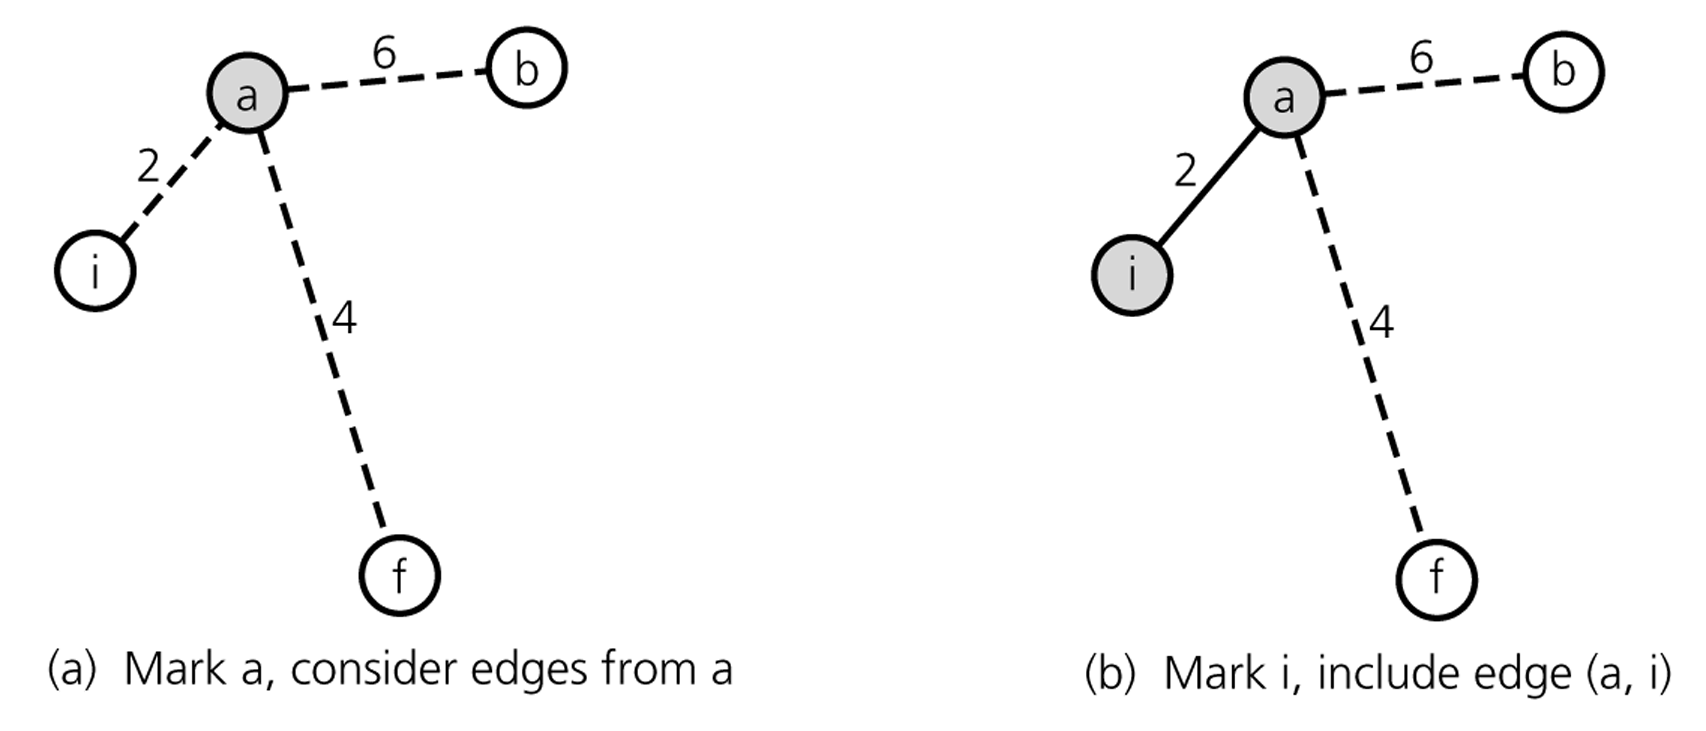 6
a
b
2
i
4
f
(a) Mark a, consider edges from a
6
a
b
2
i
4
f
(b) Mark i, include edge (a, i)